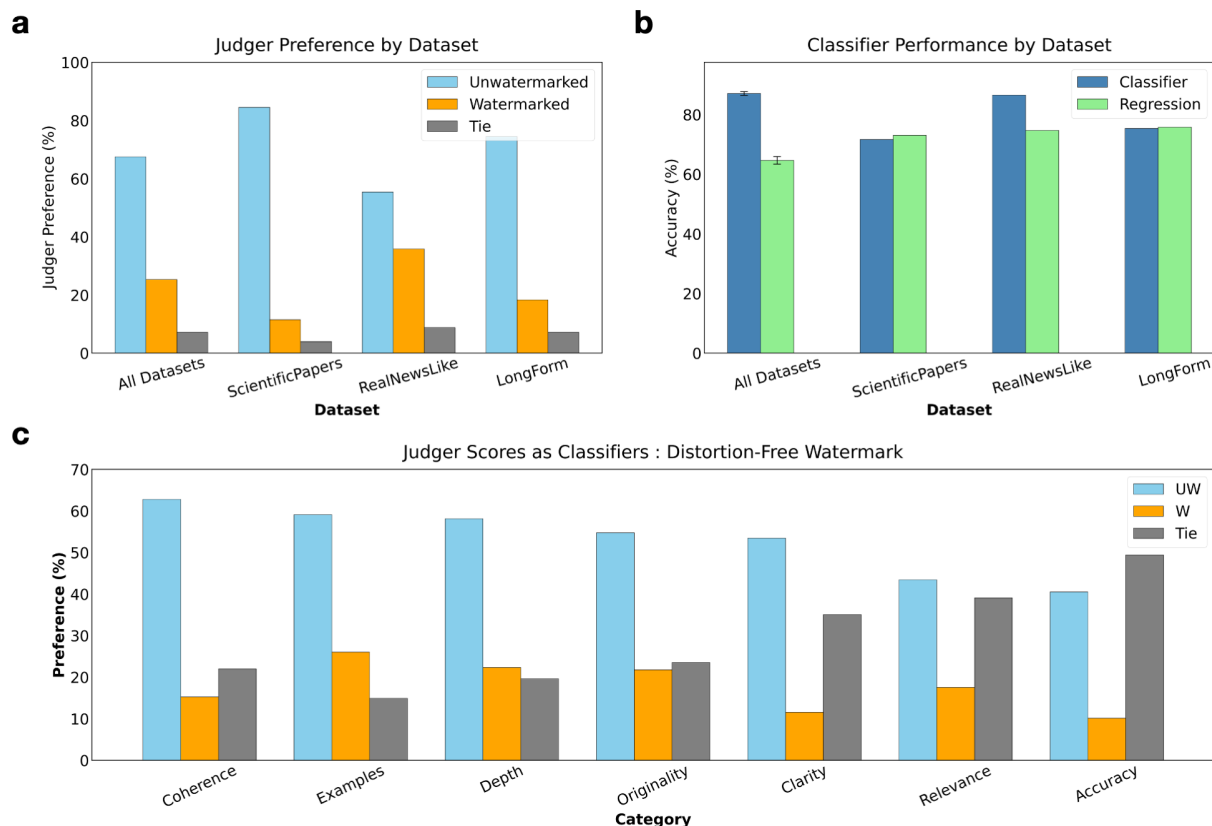 a
Judger Preference by Dataset
Judger Preference (%)
100
80
60
40
20
0
Unwatermarked
Watermarked
Tie
All Datasets
ScientificPapers
RealNewsLike
LongForm
Dataset
b
Classifier Performance by Dataset
Accuracy (%)
80
60
40
20
0
Classifier
Regression
All Datasets
ScientificPapers
RealNewsLike
LongForm
Dataset
c
Judger Scores as Classifiers : Distortion-Free Watermark
Preference (%)
70
60
50
40
30
20
10
0
UW
W
Tie
Coherence
Examples
Depth
Originality
Clarity
Relevance
Accuracy
Category